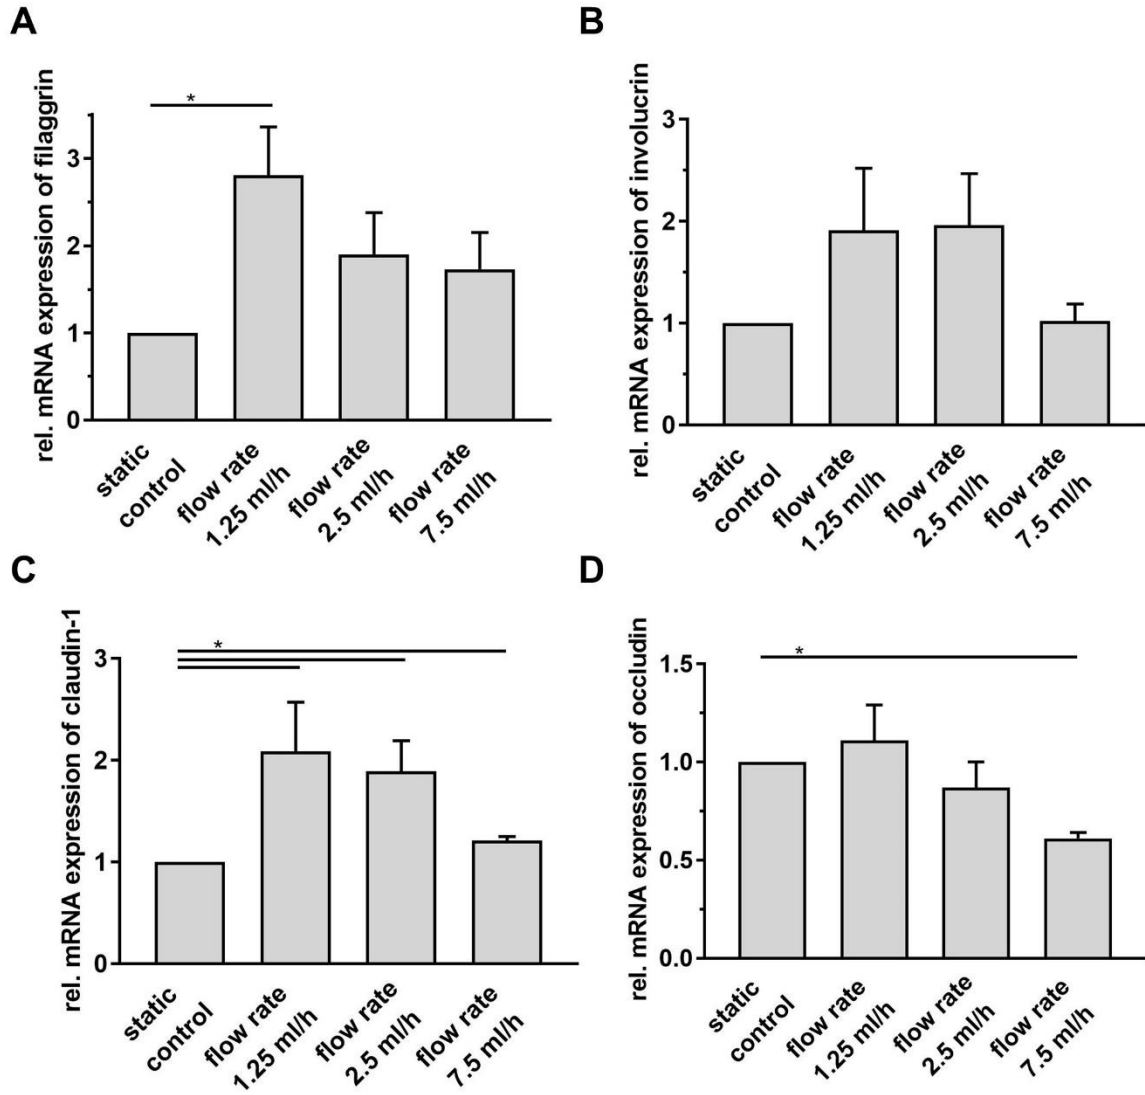 A
rel. mRNA expression of filaggrin
3
2
1
0
*
static
control
flow rate
1.25 ml/h
flow rate
2.5 ml/h
flow rate
7.5 ml/h
B
rel. mRNA expression of involucrin
3
2
1
0
static
control
flow rate
1.25 ml/h
flow rate
2.5 ml/h
flow rate
7.5 ml/h
C
rel. mRNA expression of claudin-1
3
2
1
0
*
static
control
flow rate
1.25 ml/h
flow rate
2.5 ml/h
flow rate
7.5 ml/h
D
rel. mRNA expression of occludin
1.5
1.0
0.5
0.0
*
static
control
flow rate
1.25 ml/h
flow rate
2.5 ml/h
flow rate
7.5 ml/h